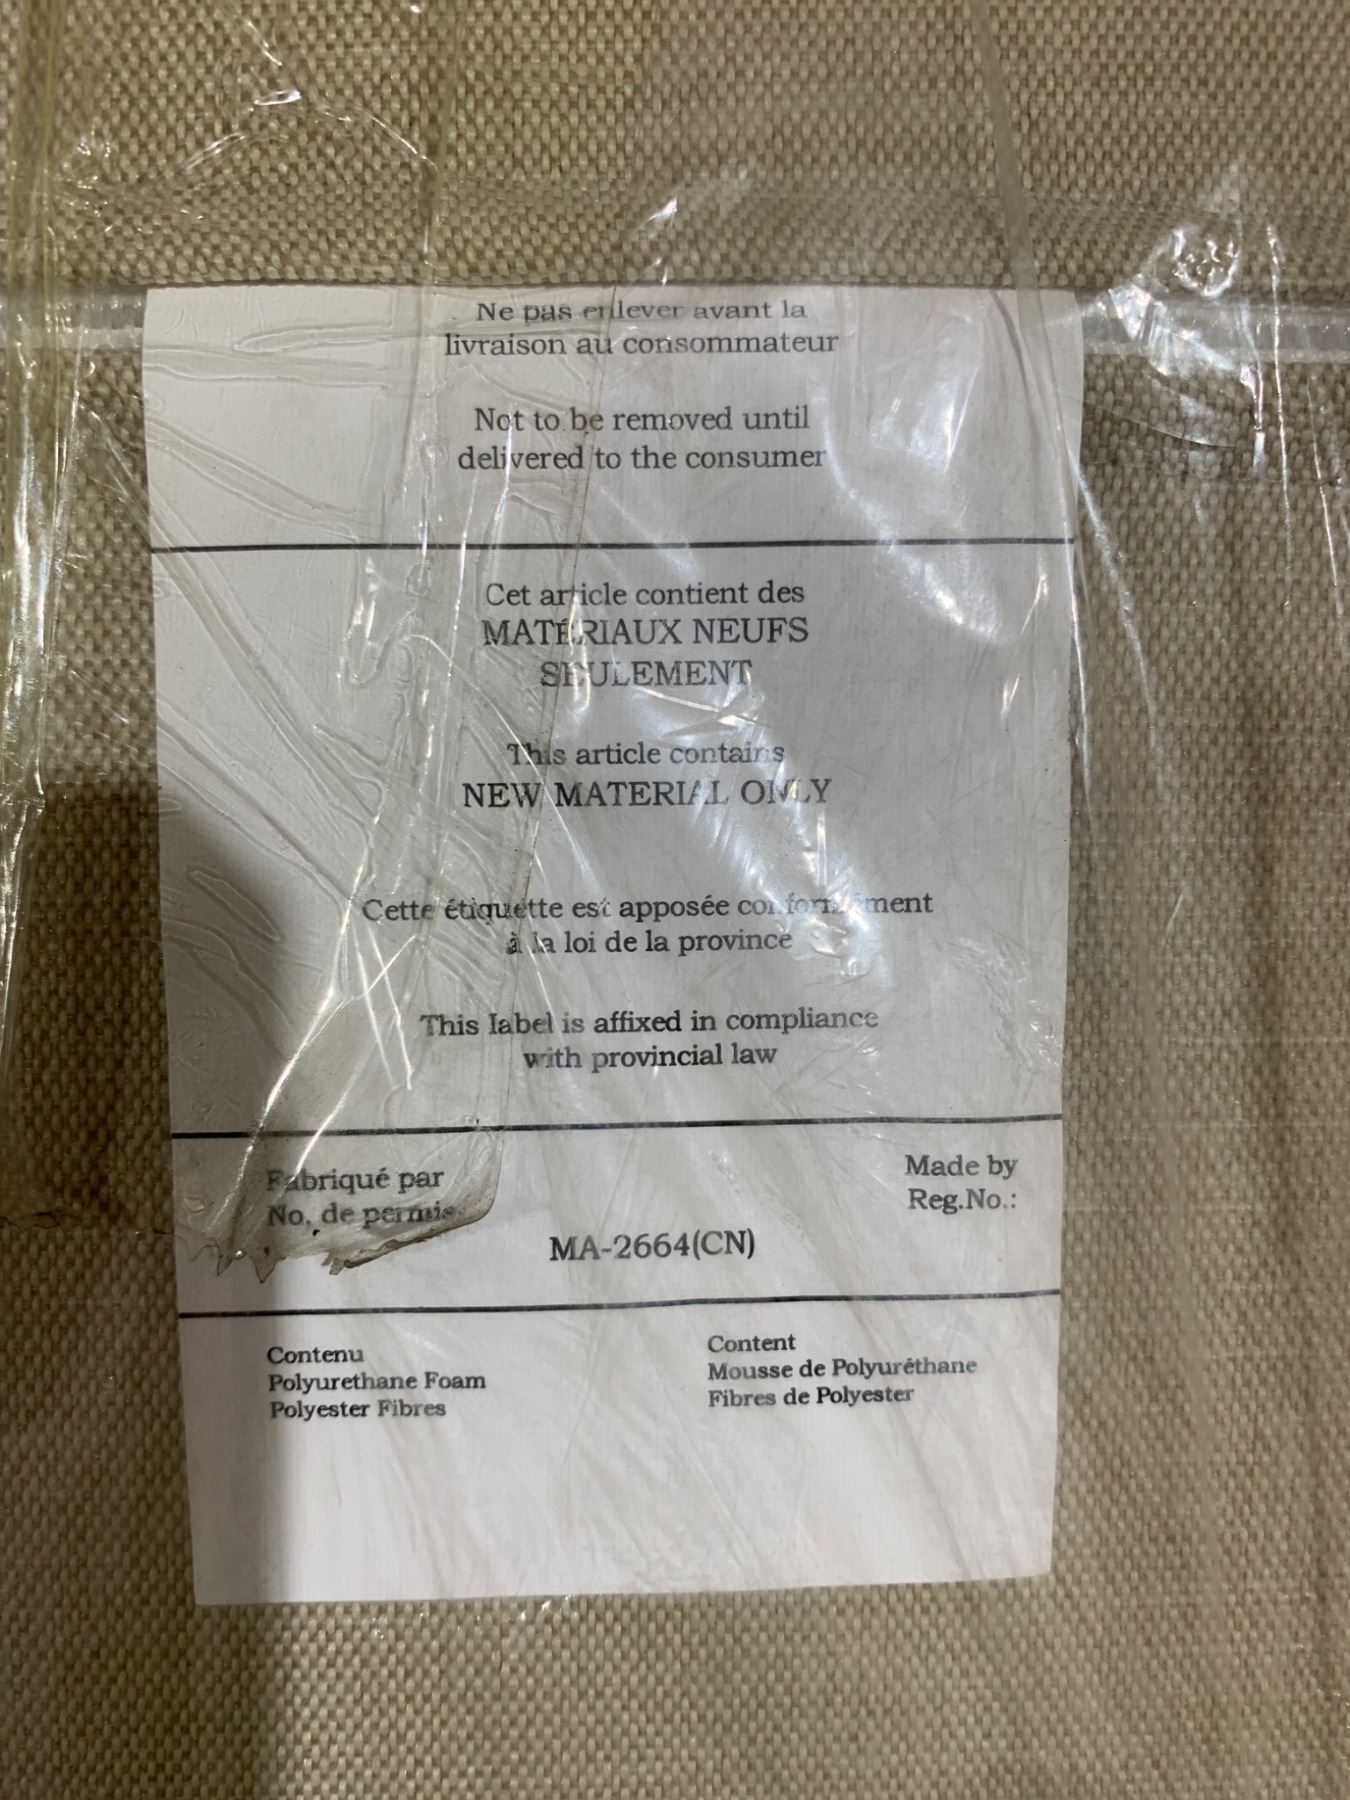 Ne pas enlever avant la
livraison au consommateur
Not to be removed until
delivered to the consumer
Cet article contient des
MATÉRIAUX NEUFS
SEULEMENT
This article contains
NEW MATERIAL ONLY
Cette étiquette est apposée conformément
à la loi de la province
This label is affixed in compliance
with provincial law
Fabriqué par
No. de permis
Made by
Reg.No.:
MA-2664(CN)
Contenu
Polyurethane Foam
Polyester Fibres
Content
Mousse de Polyuréthane
Fibres de Polyester